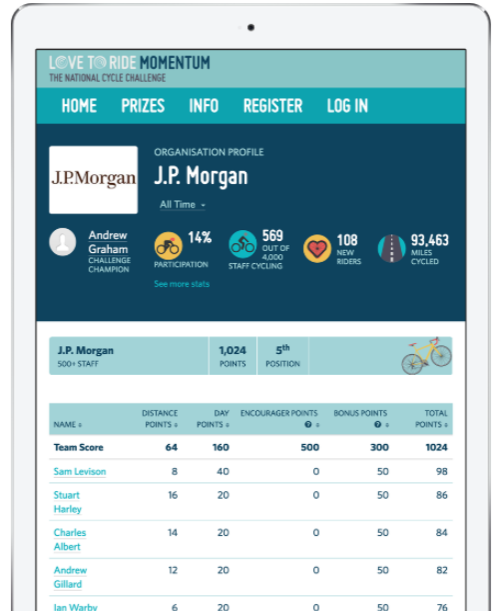 LOVE TO RIDE MOMENTUM
THE NATIONAL CYCLE CHALLENGE
HOME PRIZES INFO REGISTER LOG IN
J.P.Morgan
ORGANISATION PROFILE
J.P. Morgan
All Time
Andrew Graham
CHALLENGE CHAMPION
14%
PARTICIPATION
569
OUT OF 4,000
STAFF CYCLING
108
NEW RIDERS
93,463
MILES CYCLED
See more stats
J.P. Morgan
500+ STAFF
1,024
POINTS
5th
POSITION
NAME DISTANCE POINTS DAY POINTS ENCOURAGER POINTS ? BONUS POINTS ? TOTAL POINTS
Team Score 64 160 500 300 1024
Sam Levison 8 40 0 50 98
Stuart Harley 16 20 0 50 86
Charles Albert 14 20 0 50 84
Andrew Gillard 12 20 0 50 82
Ian Warby 6 20 0 50 76